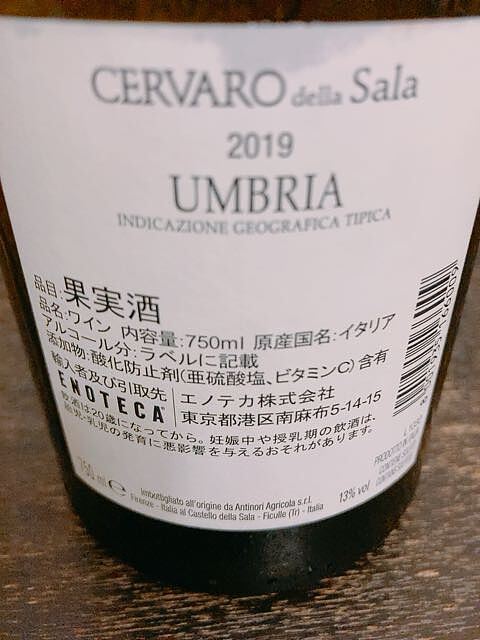 CERVARO della Sala
2019
UMBRIA
INDICAZIONE GEOGRAFICA TIPICA
品目:果実酒
品名:ワイン 内容量:750ml 原産国名:イタリア
アルコール分:ラベルに記載
添加物:酸化防止剤(亜硫酸塩、ビタミンC)含有
輸入者及び引取先
ENOTECA
エノテカ株式会社
東京都港区南麻布5-14-15
飲酒は20歳になってから。妊娠中や授乳期の飲酒は、
胎児・乳児の発育に悪影響を与えるおそれがあります。
750 ml e
Imbottigliato all'origine da Antinori Agricola s.r.l.
Firenze - Italia al Castello della Sala - Ficulle (Tr) - Italia
13% vol
PRODOTTO IN